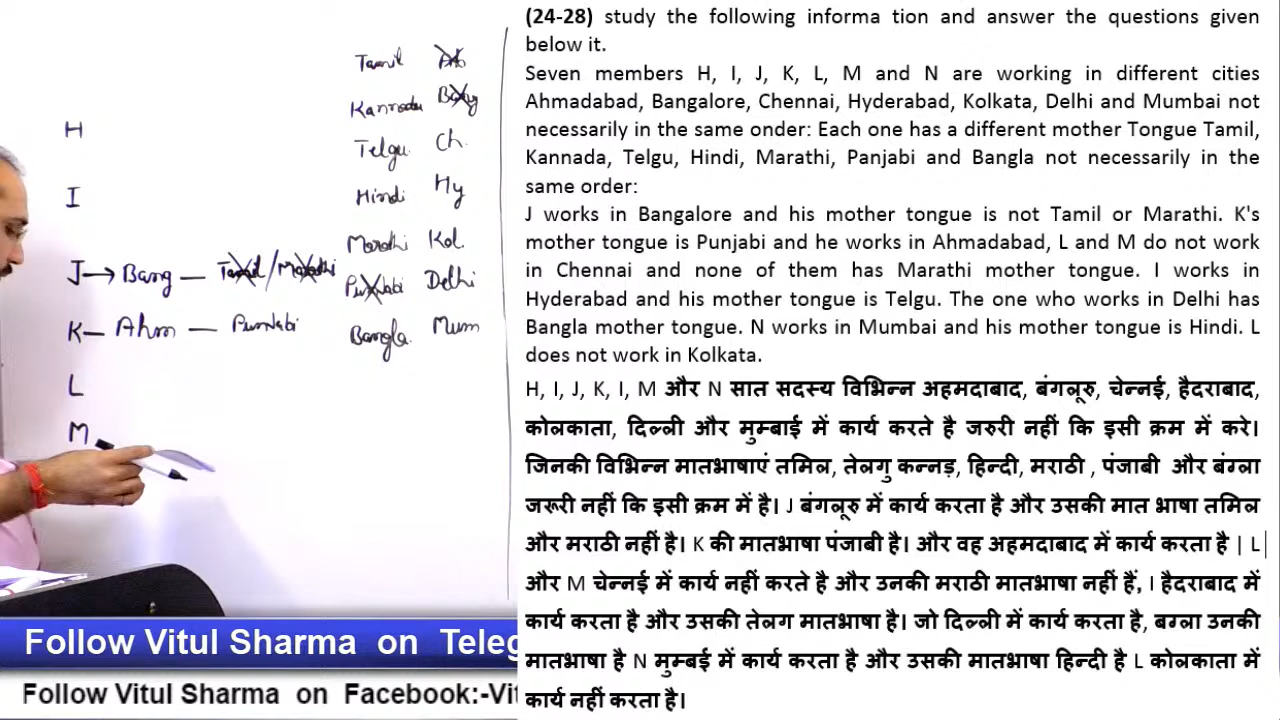 H
I
J→ Bang — Tamil / Marathi
K— Ahm — Punjabi
L
M
Tamil Ah
Kannada Bang
Telgu Ch.
Hindi Hy
Marathi Kol.
Punjabi Delhi
Bangla. Mum
(24-28) study the following informa tion and answer the questions given
below it.
Seven members H, I, J, K, L, M and N are working in different cities
Ahmadabad, Bangalore, Chennai, Hyderabad, Kolkata, Delhi and Mumbai not
necessarily in the same onder: Each one has a different mother Tongue Tamil,
Kannada, Telgu, Hindi, Marathi, Panjabi and Bangla not necessarily in the
same order:
J works in Bangalore and his mother tongue is not Tamil or Marathi. K's
mother tongue is Punjabi and he works in Ahmadabad, L and M do not work
in Chennai and none of them has Marathi mother tongue. I works in
Hyderabad and his mother tongue is Telgu. The one who works in Delhi has
Bangla mother tongue. N works in Mumbai and his mother tongue is Hindi. L
does not work in Kolkata.
H, I, J, K, I, M और N सात सदस्य विभिन्न अहमदाबाद, बंगलूरु, चेन्नई, हैदराबाद,
कोलकाता, दिल्ली और मुम्बाई में कार्य करते है जरुरी नहीं कि इसी क्रम में करे।
जिनकी विभिन्न मातभाषाएं तमिल, तेलगु कन्नड़, हिन्दी, मराठी , पंजाबी और बंग्ला
जरूरी नहीं कि इसी क्रम में है। J बंगलूरु में कार्य करता है और उसकी मात भाषा तमिल
और मराठी नहीं है। K की मातभाषा पंजाबी है। और वह अहमदाबाद में कार्य करता है | L
और M चेन्नई में कार्य नहीं करते है और उनकी मराठी मातभाषा नहीं हैं, I हैदराबाद में
कार्य करता है और उसकी तेलग मातभाषा है। जो दिल्ली में कार्य करता है, बग्ला उनकी
मातभाषा है N मुम्बई में कार्य करता है और उसकी मातभाषा हिन्दी है L कोलकाता में
कार्य नहीं करता है।
Follow Vitul Sharma on Teleg
Follow Vitul Sharma on Facebook:-Vit